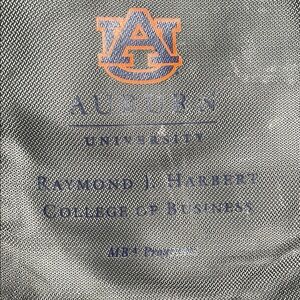 AU
AUBURN
UNIVERSITY
RAYMOND J. HARBERT
COLLEGE OF BUSINESS
MBA Programs